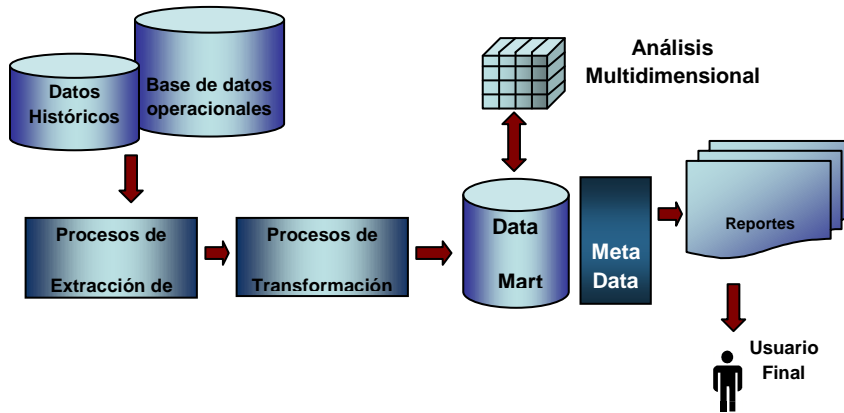 Datos
Históricos
Base de datos
operacionales
Análisis
Multidimensional
Procesos de
Extracción de
Procesos de
Transformación
Data
Mart
Meta
Data
Reportes
Usuario
Final